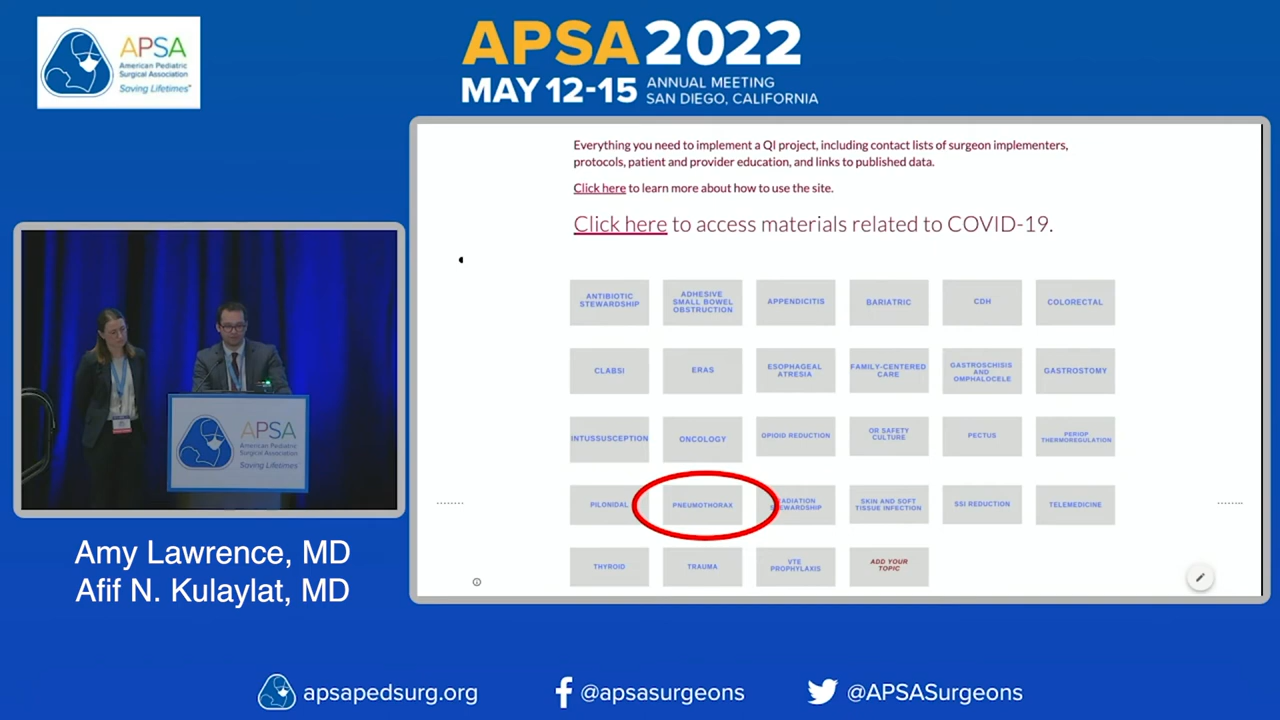 APSA
American Pediatric
Surgical Association
Saving Lifetimes
APSA 2022
MAY 12-15
ANNUAL MEETING
SAN DIEGO, CALIFORNIA
Everything you need to implement a QI project, including contact lists of surgeon implementers,
protocols, patient and provider education, and links to published data.
Click here to learn more about how to use the site.
Click here to access materials related to COVID-19.
ANTIBIOTIC
STEWARDSHIP
ADHESIVE
SMALL BOWEL
OBSTRUCTION
APPENDICITIS
BARIATRIC
CDH
COLORECTAL
CLABSI
ERAS
ESOPHAGEAL
ATRESIA
FAMILY-CENTERED
CARE
GASTROSCHISIS
AND
OMPHALOCELE
GASTROSTOMY
INTUSSUSCEPTION
ONCOLOGY
OPIOID REDUCTION
OR SAFETY
CULTURE
PECTUS
PERIOP
THERMOREGULATION
PILONIDAL
PNEUMOTHORAX
ADIATION
EWARDSHIP
SKIN AND SOFT
TISSUE INFECTION
SSI REDUCTION
TELEMEDICINE
THYROID
TRAUMA
VTE
PROPHYLAXIS
ADD YOUR
TOPIC
APSA
American Pediatric
Surgical Association
Saving Lifetimes
Amy Lawrence, MD
Afif N. Kulaylat, MD
apsapedsurg.org
@apsasurgeons
@APSASurgeons